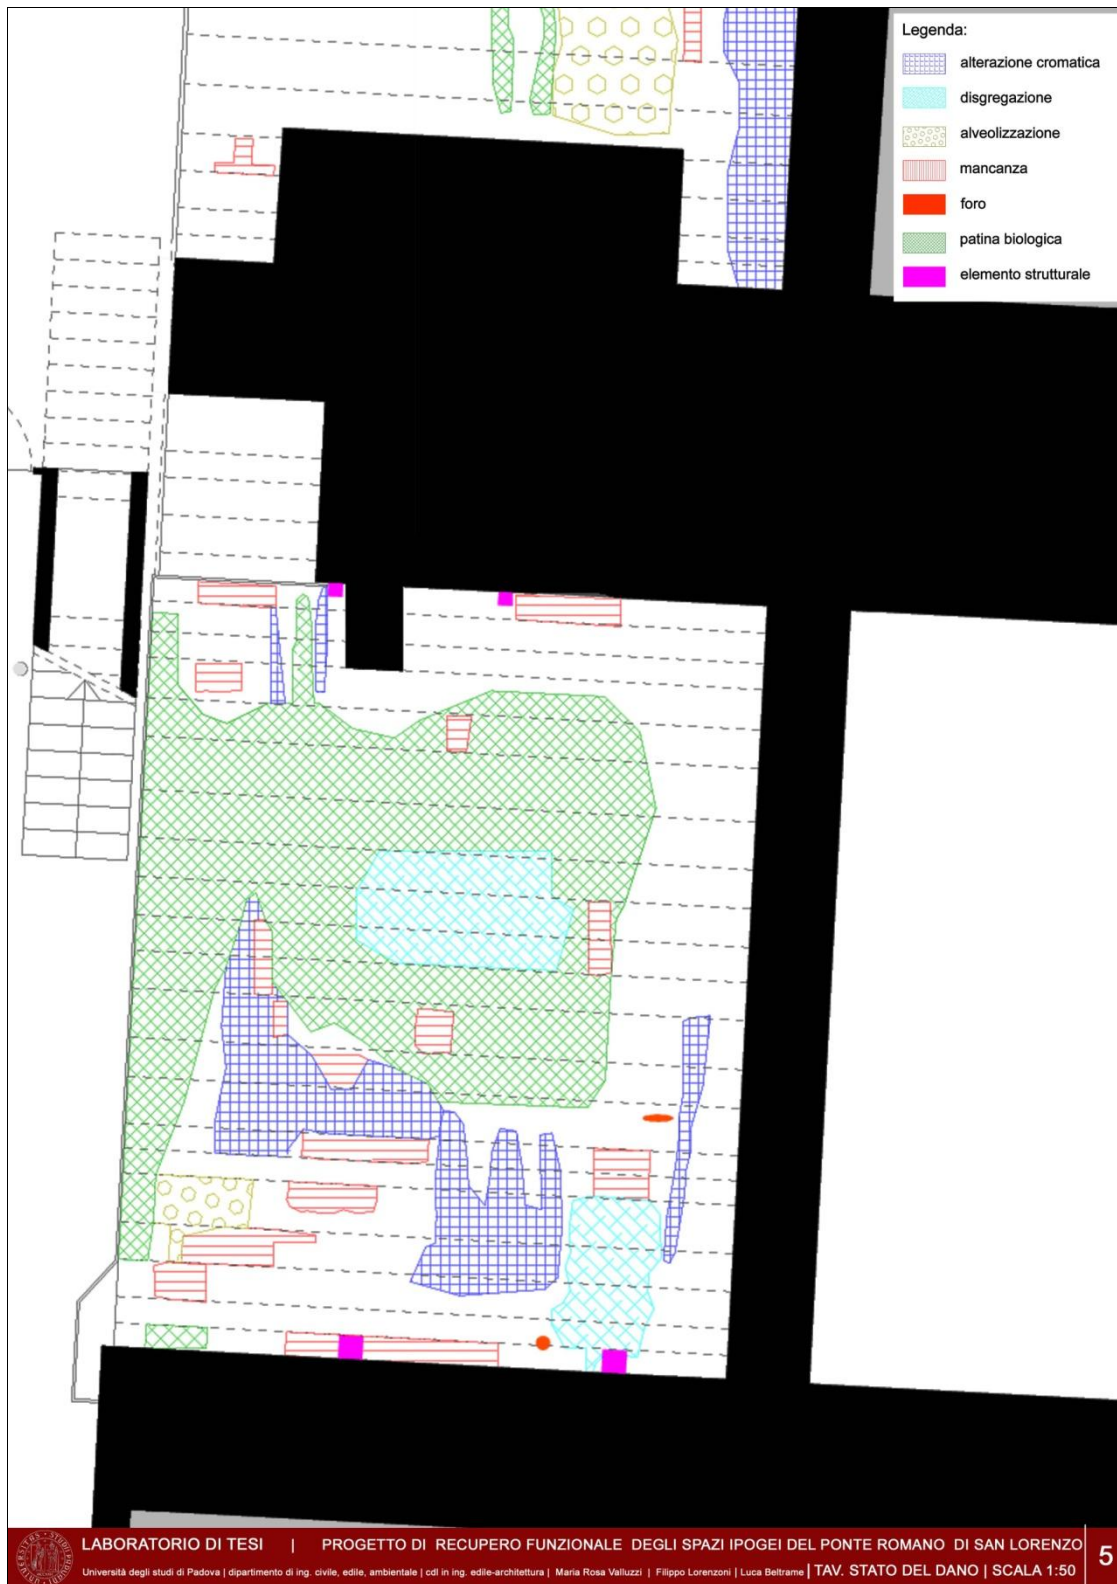 Legenda:
alterazione cromatica
disgregazione
alveolizzazione
mancanza
foro
patina biologica
elemento strutturale
LABORATORIO DI TESI | PROGETTO DI RECUPERO FUNZIONALE DEGLI SPAZI IPOGEI DEL PONTE ROMANO DI SAN LORENZO
Università degli studi di Padova | dipartimento di ing. civile, edile, ambientale | cdl in ing. edile-architettura | Maria Rosa Valluzzi | Filippo Lorenzoni | Luca Beltrame | TAV. STATO DEL DANO | SCALA 1:50
5